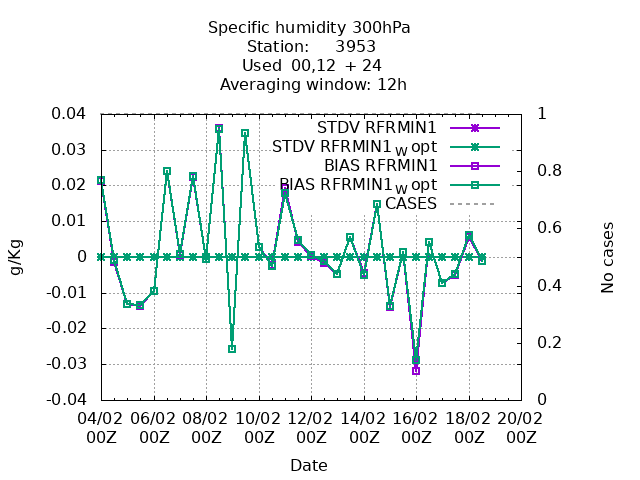 Specific humidity 300hPa
Station: 3953
Used 00,12 + 24
Averaging window: 12h
STDV RFRMIN1
STDV RFRMIN1w opt
BIAS RFRMIN1
BIAS RFRMIN1w opt
CASES
0.04
0.03
0.02
0.01
0
-0.01
-0.02
-0.03
-0.04
g/Kg
1
0.8
0.6
0.4
0.2
0
No cases
04/02 06/02 08/02 10/02 12/02 14/02 16/02 18/02 20/02
00Z 00Z 00Z 00Z 00Z 00Z 00Z 00Z 00Z
Date